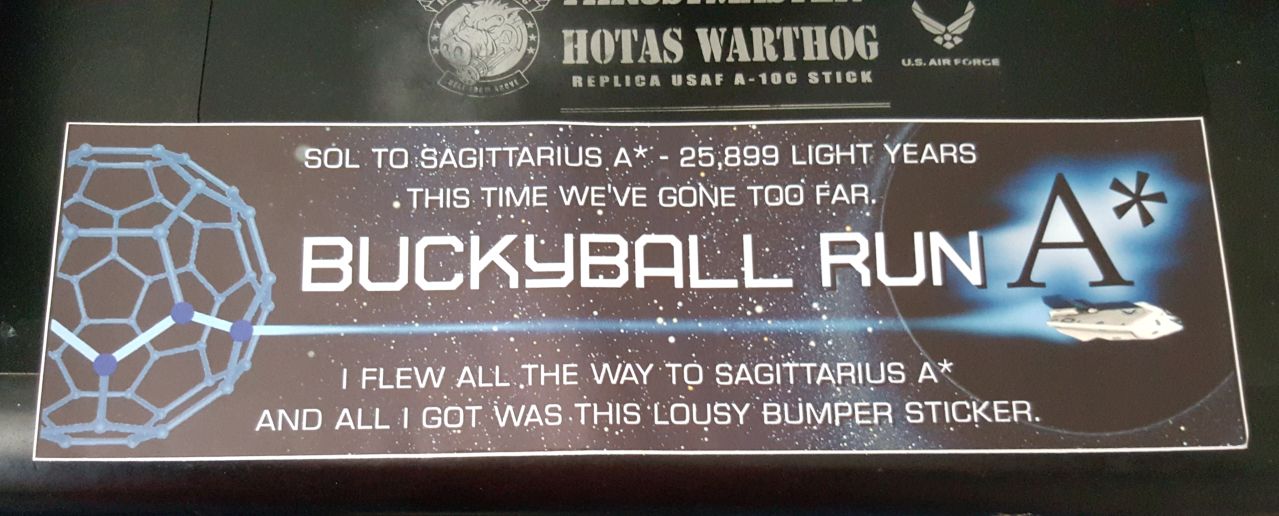 THRUSTMASTER
HOTAS WARTHOG
REPLICA USAF A-10C STICK
U.S. AIR FORCE
SOL TO SAGITTARIUS A* - 25,899 LIGHT YEARS
THIS TIME WE'VE GONE TOO FAR.
BUCKYBALL RUN A*
I FLEW ALL THE WAY TO SAGITTARIUS A*
AND ALL I GOT WAS THIS LOUSY BUMPER STICKER.